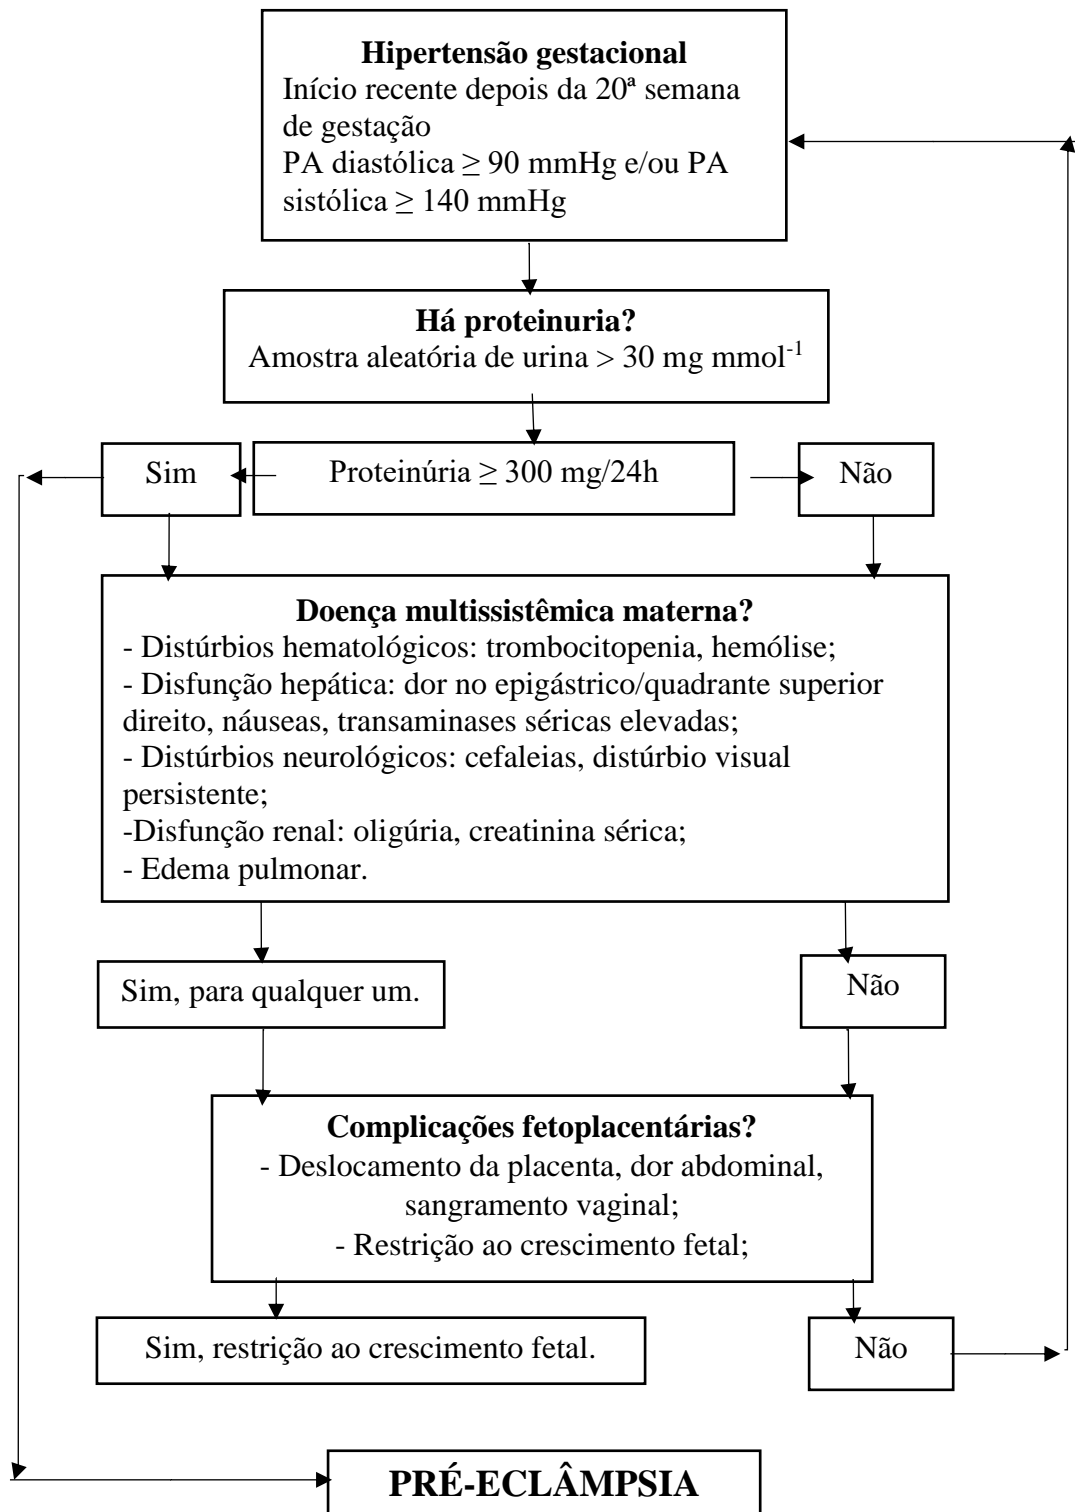 Hipertensão gestacional
Início recente depois da 20ª semana
de gestação
PA diastólica ≥ 90 mmHg e/ou PA
sistólica ≥ 140 mmHg
Há proteinuria?
Amostra aleatória de urina > 30 mg mmol⁻¹
Sim
Proteinúria ≥ 300 mg/24h
Não
Doença multissistêmica materna?
- Distúrbios hematológicos: trombocitopenia, hemólise;
- Disfunção hepática: dor no epigástrico/quadrante superior
direito, náuseas, transaminases séricas elevadas;
- Distúrbios neurológicos: cefaleias, distúrbio visual
persistente;
-Disfunção renal: oligúria, creatinina sérica;
- Edema pulmonar.
Sim, para qualquer um.
Não
Complicações fetoplacentárias?
- Deslocamento da placenta, dor abdominal,
sangramento vaginal;
- Restrição ao crescimento fetal;
Sim, restrição ao crescimento fetal.
Não
PRÉ-ECLÂMPSIA